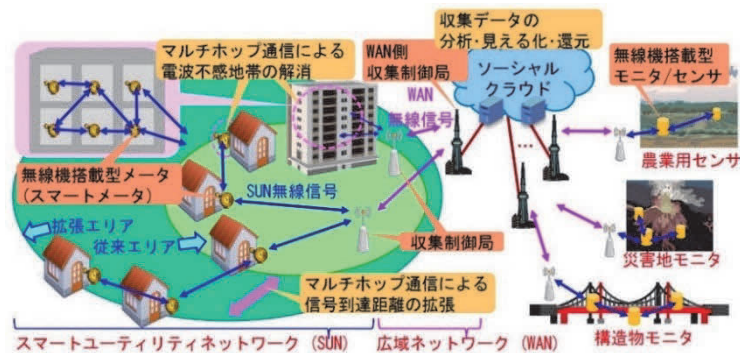 マルチホップ通信による
電波不感地帯の解消
WAN側
収集制御局
収集データの
分析・見える化・還元
ソーシャル
クラウド
無線機搭載型
モニタ/センサ
WAN
無線信号
農業用センサ
無線機搭載型メータ
(スマートメータ)
SUN無線信号
拡張エリア
従来エリア
収集制御局
災害地モニタ
マルチホップ通信による
信号到達距離の拡張
構造物モニタ
スマートユーティリティネットワーク (SUN)
広域ネットワーク (WAN)